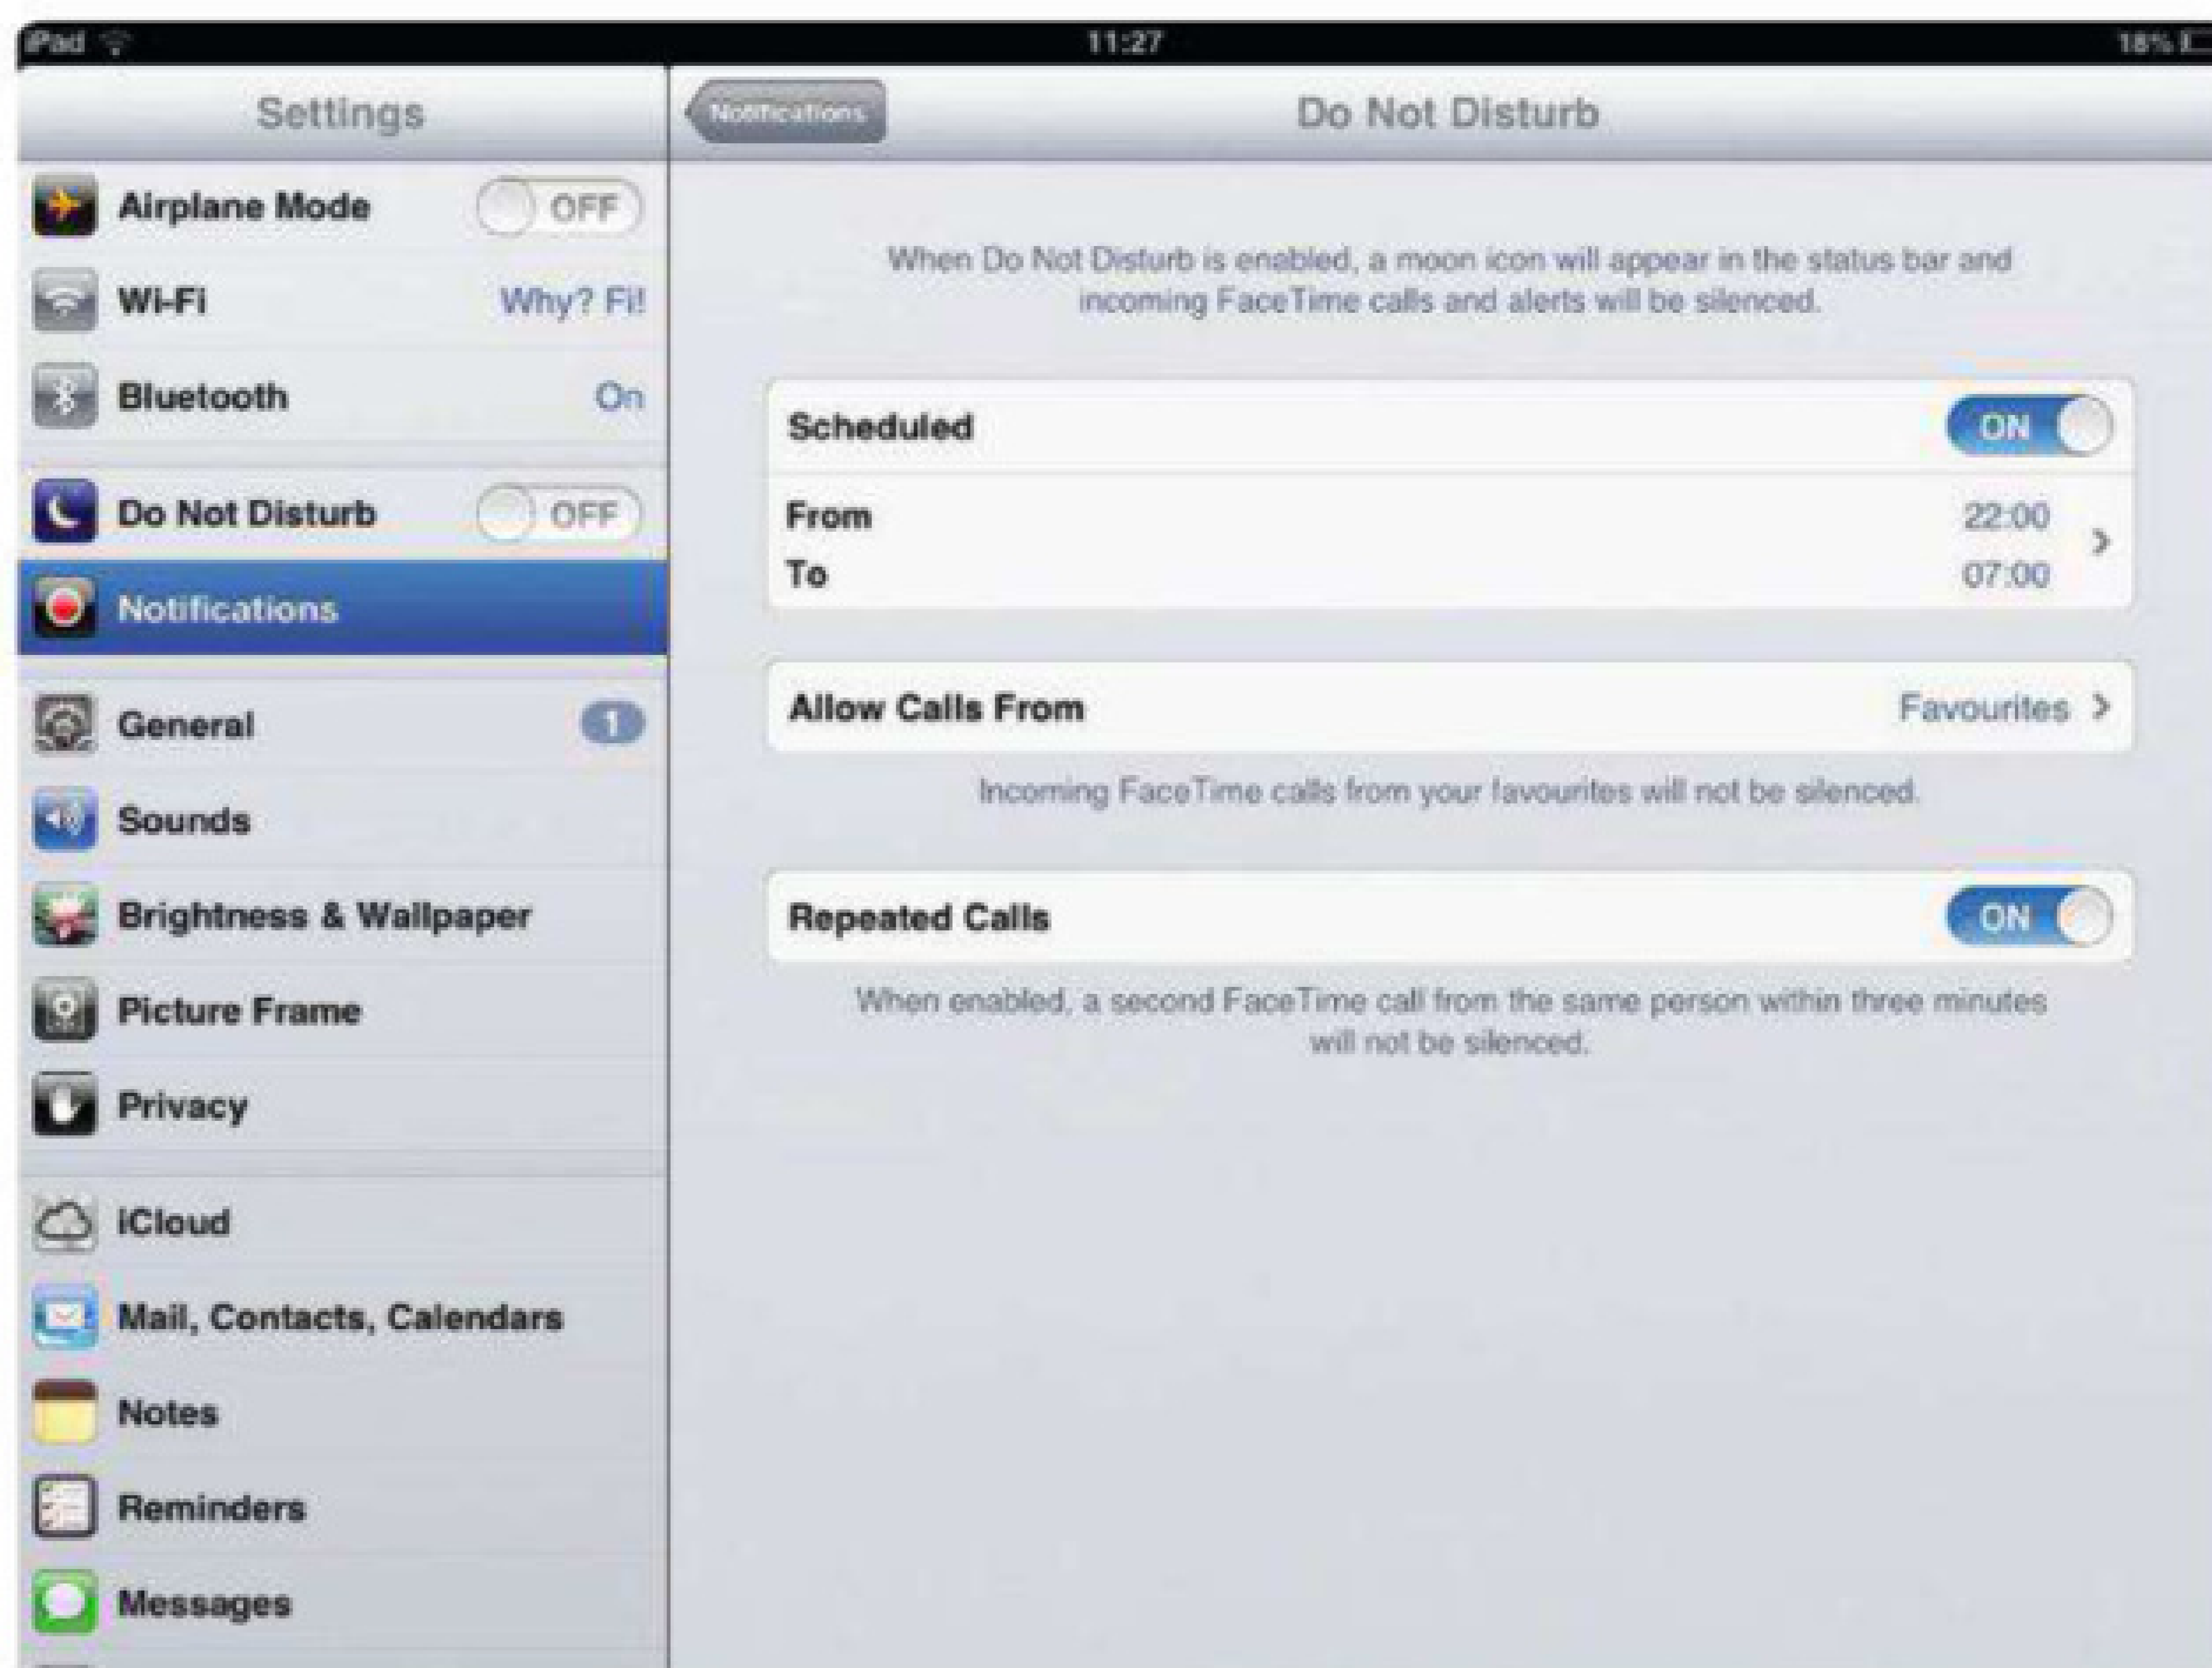 iPad
11:27
18%
Settings
Notifications
Do Not Disturb
Airplane Mode OFF
Wi-Fi Why? Fi!
Bluetooth On
Do Not Disturb OFF
Notifications
General 1
Sounds
Brightness & Wallpaper
Picture Frame
Privacy
iCloud
Mail, Contacts, Calendars
Notes
Reminders
Messages
When Do Not Disturb is enabled, a moon icon will appear in the status bar and
incoming FaceTime calls and alerts will be silenced.
Scheduled ON
From 22:00
To 07:00
Allow Calls From Favourites
Incoming FaceTime calls from your favourites will not be silenced.
Repeated Calls ON
When enabled, a second FaceTime call from the same person within three minutes
will not be silenced.